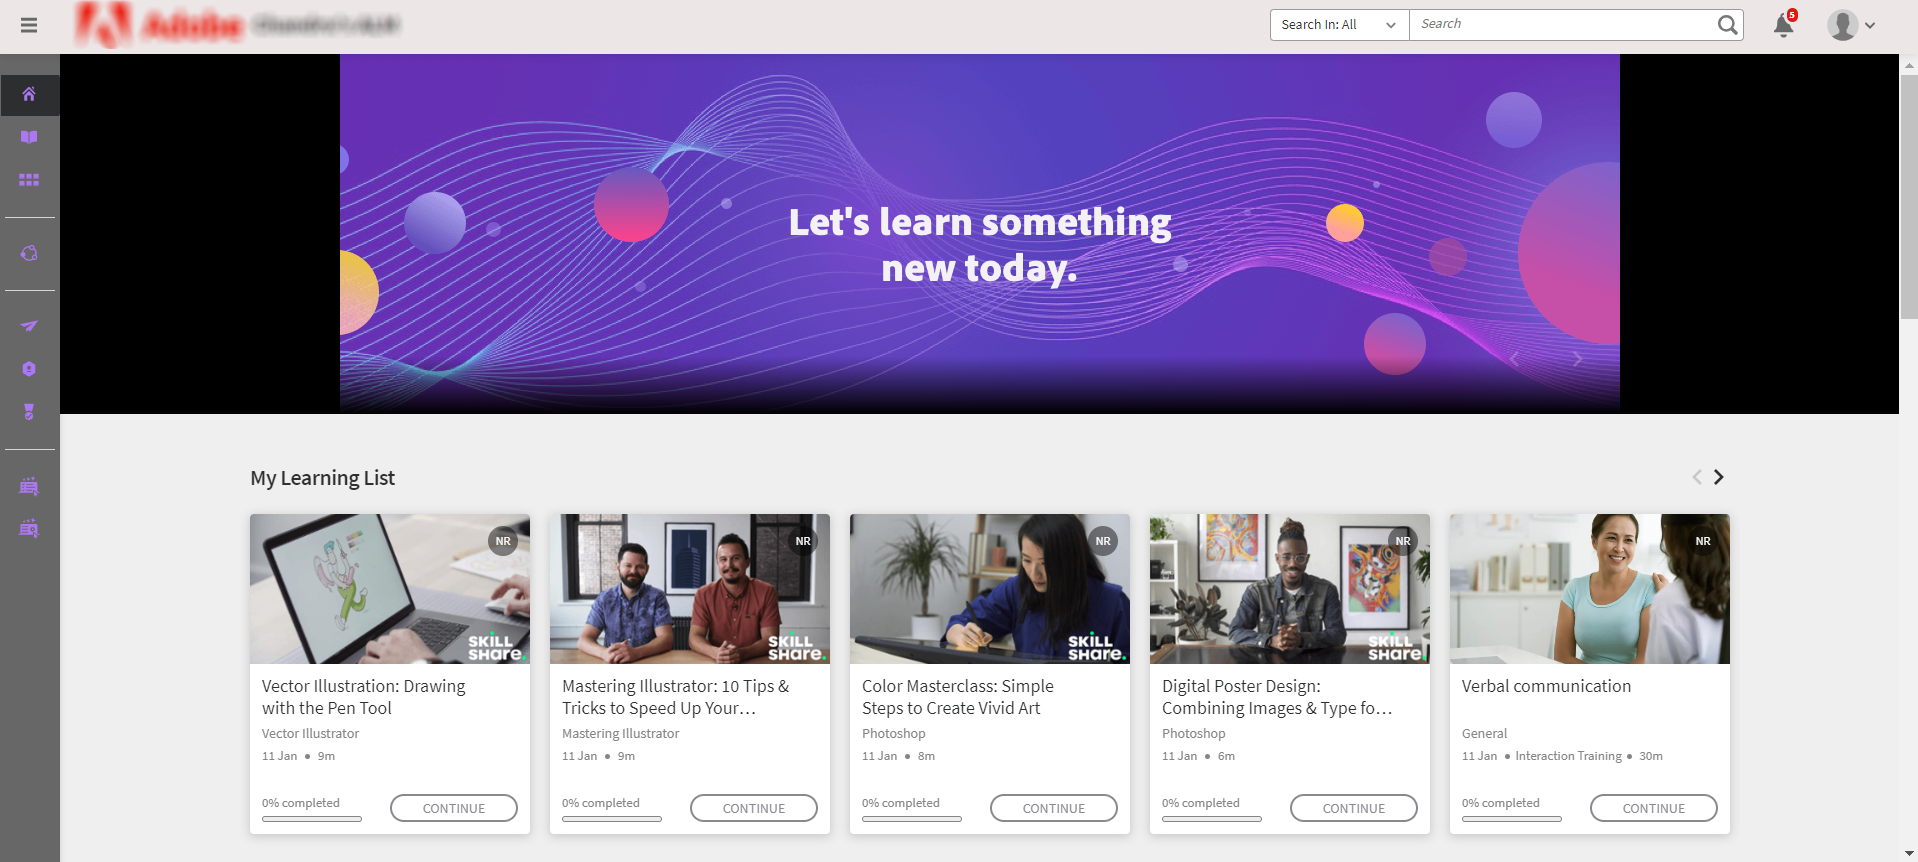 Adobe
Search In: All
Search
5
Let's learn something
new today.
My Learning List
NR
SKILL
SHare.
Vector Illustration: Drawing
with the Pen Tool
Vector Illustrator
11 Jan • 9m
0% completed
CONTINUE
NR
SKILL
SHare.
Mastering Illustrator: 10 Tips &
Tricks to Speed Up Your…
Mastering Illustrator
11 Jan • 9m
0% completed
CONTINUE
NR
SKILL
SHare.
Color Masterclass: Simple
Steps to Create Vivid Art
Photoshop
11 Jan • 8m
0% completed
CONTINUE
NR
SKILL
SHare.
Digital Poster Design:
Combining Images & Type fo…
Photoshop
11 Jan • 6m
0% completed
CONTINUE
NR
Verbal communication
General
11 Jan • Interaction Training • 30m
0% completed
CONTINUE